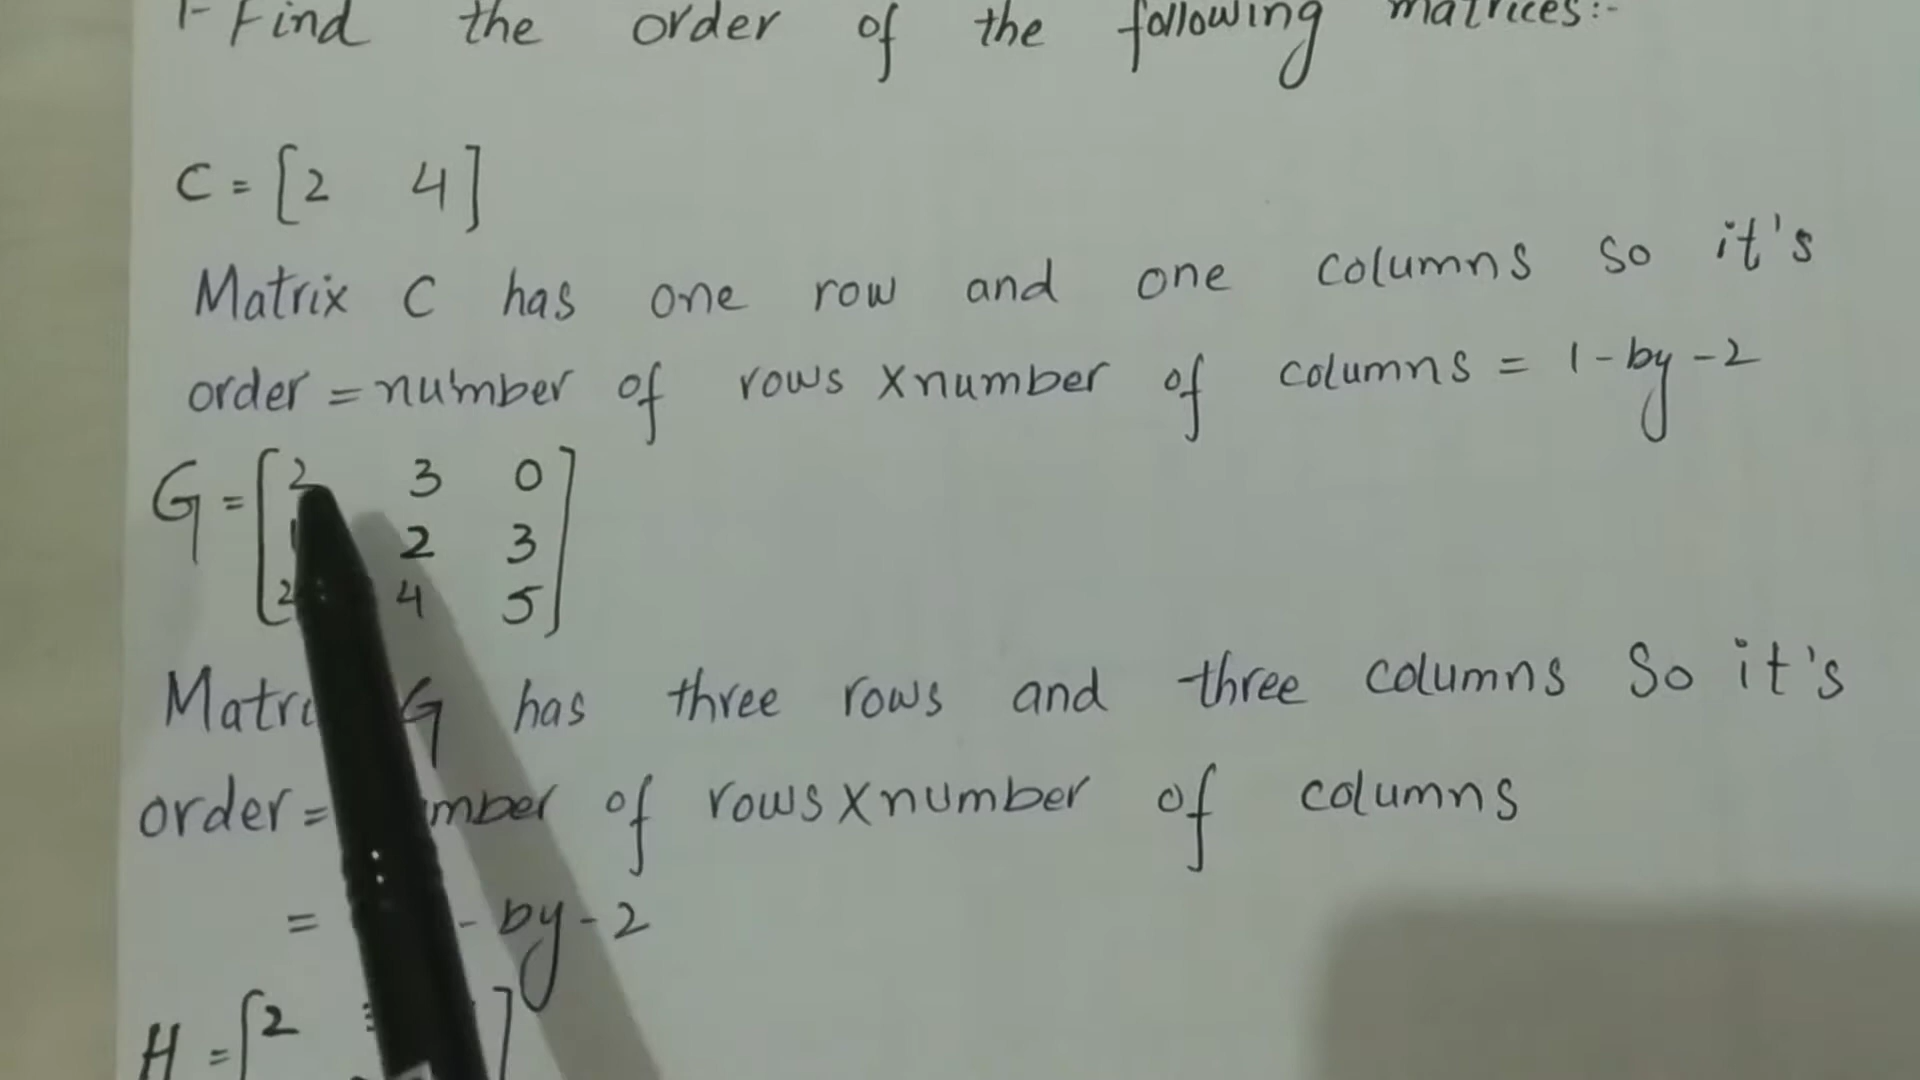 1- Find the order of the following matrices:-
C = [2 4]
Matrix C has one row and one columns so it's
order = number of rows x number of columns = 1-by-2
G = [2 3 0
1 2 3
2 4 5]
G has three rows and three columns So it's
order = of rows x number of columns
= - by - 2
H = [2 ]